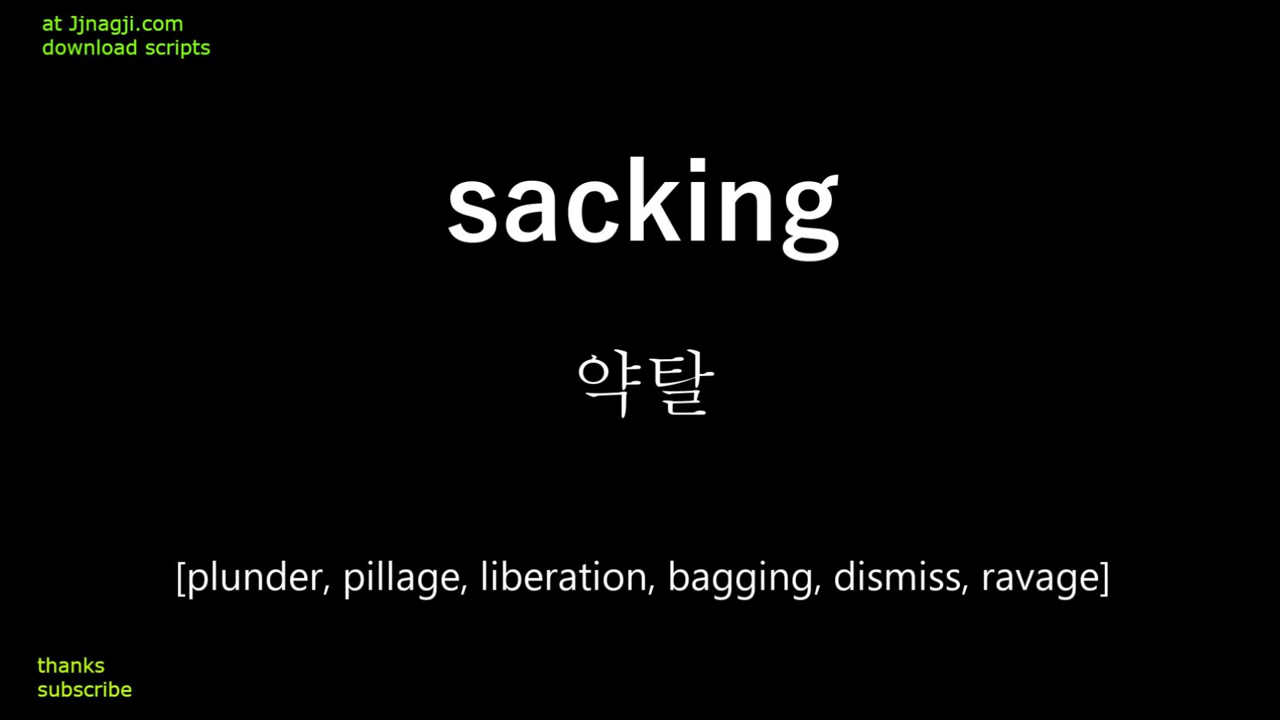 at Jjnagji.com
download scripts
sacking
약탈
[plunder, pillage, liberation, bagging, dismiss, ravage]
thanks
subscribe